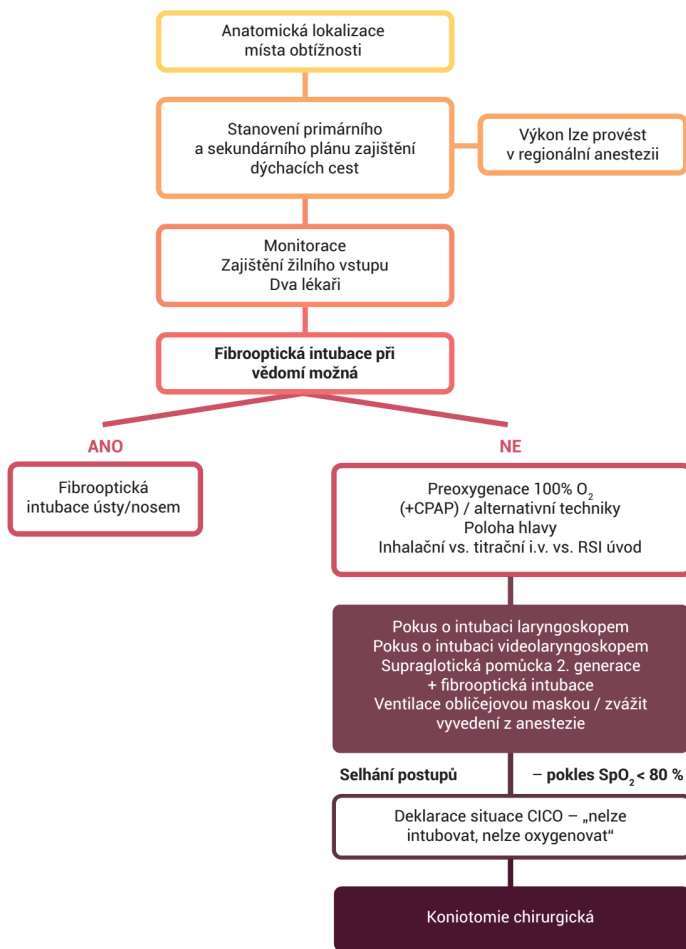 Anatomická lokalizace
místa obtížnosti
Stanovení primárního
a sekundárního plánu zajištění
dýchacích cest
Výkon lze provést
v regionální anestezii
Monitorace
Zajištění žilního vstupu
Dva lékaři
Fibrooptická intubace při
vědomí možná
ANO
NE
Fibrooptická
intubace ústy/nosem
Preoxygenace 100% O₂
(+CPAP) / alternativní techniky
Poloha hlavy
Inhalační vs. titrační i.v. vs. RSI úvod
Pokus o intubaci laryngoskopem
Pokus o intubaci videolaryngoskopem
Supraglotická pomůcka 2. generace
+ fibrooptická intubace
Ventilace obličejovou maskou / zvážit
vyvedení z anestezie
Selhání postupů – pokles SpO₂ < 80 %
Deklarace situace CICO – „nelze
intubovat, nelze oxygenovat“
Koniotomie chirurgická